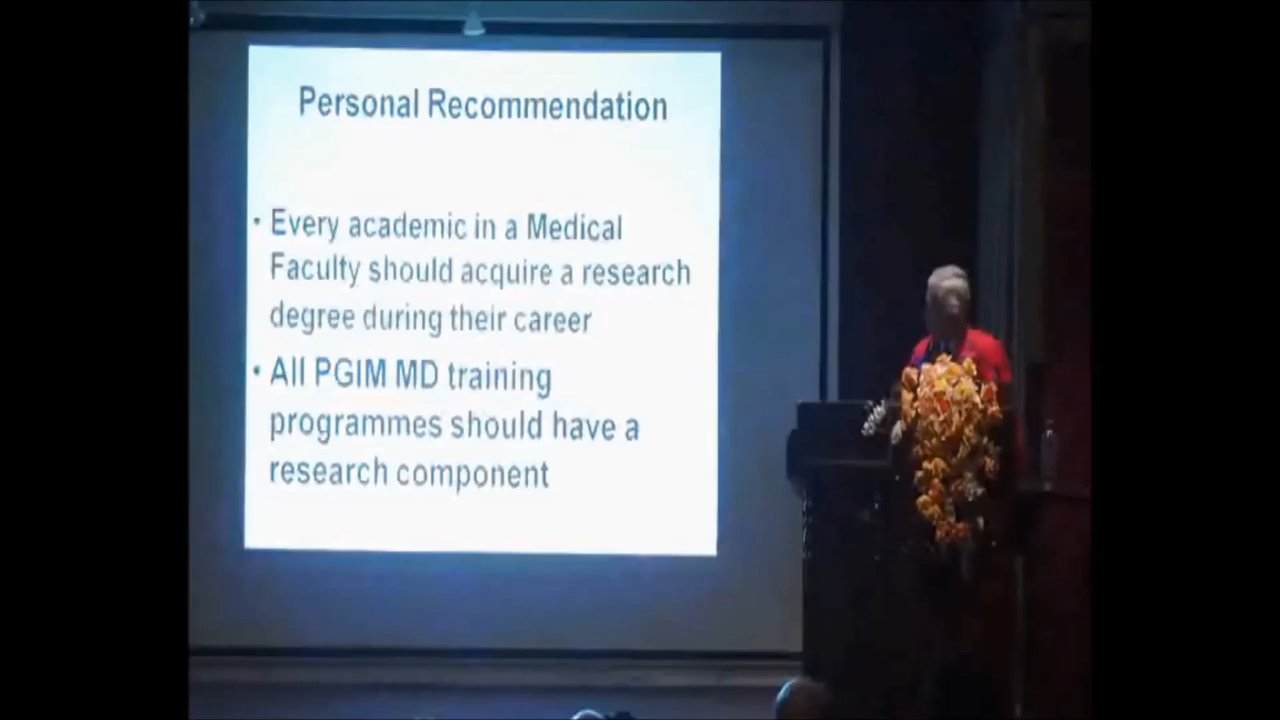 Personal Recommendation
• Every academic in a Medical
Faculty should acquire a research
degree during their career
• All PGIM MD training
programmes should have a
research component